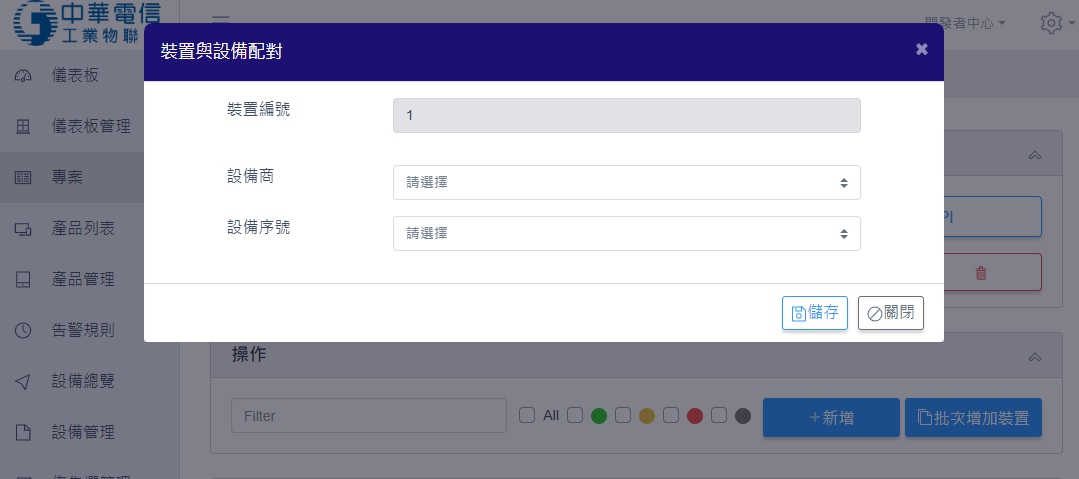 中華電信
工業物聯
開發者中心
裝置與設備配對
裝置編號
1
設備商
請選擇
設備序號
請選擇
儲存
關閉
儀表板
儀表板管理
專案
產品列表
產品管理
告警規則
設備總覽
設備管理
操作
Filter
All
+新增
批次增加裝置